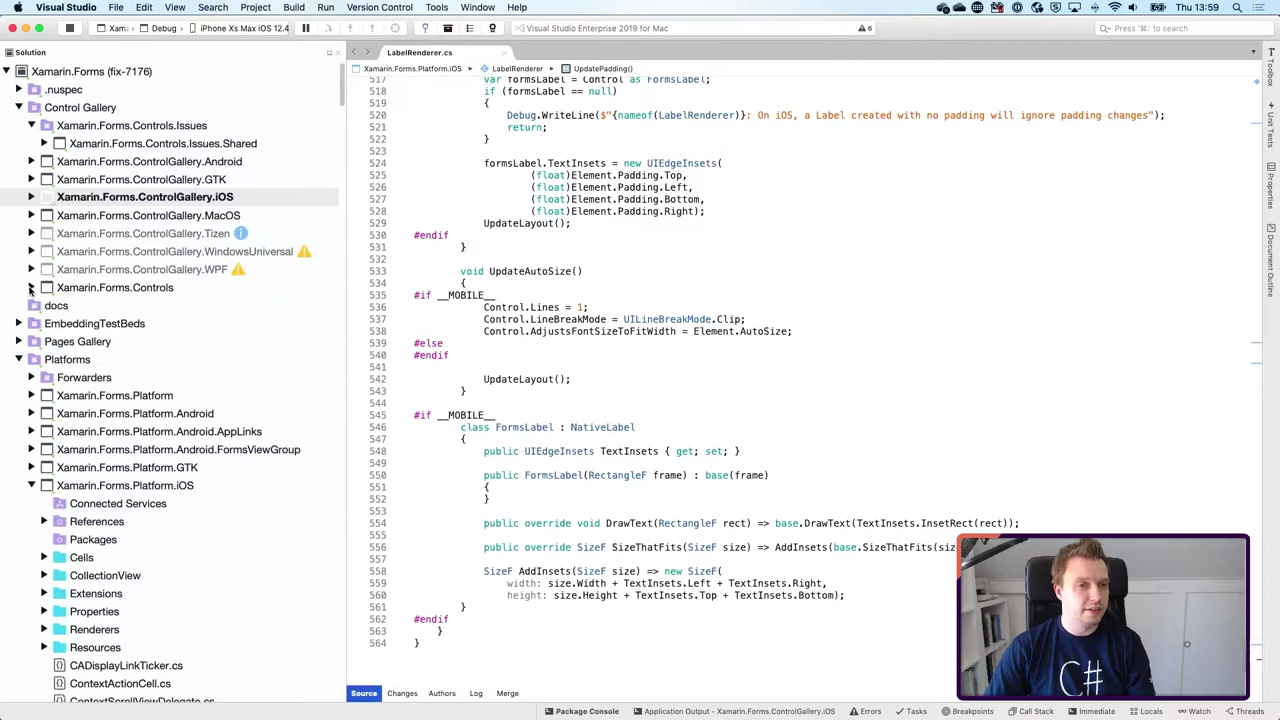 Visual Studio File Edit View Search Project Build Run Version Control Tools Window Help Thu 13:59
Xam: Debug iPhone Xs Max iOS 12.4 Visual Studio Enterprise 2019 for Mac 6 Press '⌘.' to search
Solution
LabelRenderer.cs
Xamarin.Forms.Platform.iOS LabelRenderer UpdatePadding()
Xamarin.Forms (fix-7176)
.nuspec
Control Gallery
Xamarin.Forms.Controls.Issues
Xamarin.Forms.Controls.Issues.Shared
Xamarin.Forms.ControlGallery.Android
Xamarin.Forms.ControlGallery.GTK
Xamarin.Forms.ControlGallery.iOS
Xamarin.Forms.ControlGallery.MacOS
Xamarin.Forms.ControlGallery.Tizen
Xamarin.Forms.ControlGallery.WindowsUniversal
Xamarin.Forms.ControlGallery.WPF
Xamarin.Forms.Controls
docs
EmbeddingTestBeds
Pages Gallery
Platforms
Forwarders
Xamarin.Forms.Platform
Xamarin.Forms.Platform.Android
Xamarin.Forms.Platform.Android.AppLinks
Xamarin.Forms.Platform.Android.FormsViewGroup
Xamarin.Forms.Platform.GTK
Xamarin.Forms.Platform.iOS
Connected Services
References
Packages
Cells
CollectionView
Extensions
Properties
Renderers
Resources
CADisplayLinkTicker.cs
ContextActionCell.cs
ContextScrollViewDelegate.cs
517 var formsLabel = Control as FormsLabel;
518 if (formsLabel == null)
519 {
520 Debug.WriteLine($"{nameof(LabelRenderer)}: On iOS, a Label created with no padding will ignore padding changes");
521 return;
522 }
523
524 formsLabel.TextInsets = new UIEdgeInsets(
525 (float)Element.Padding.Top,
526 (float)Element.Padding.Left,
527 (float)Element.Padding.Bottom,
528 (float)Element.Padding.Right);
529 UpdateLayout();
530 #endif
531 }
532
533 void UpdateAutoSize()
534 {
535 #if __MOBILE__
536 Control.Lines = 1;
537 Control.LineBreakMode = UILineBreakMode.Clip;
538 Control.AdjustsFontSizeToFitWidth = Element.AutoSize;
539 #else
540 #endif
541
542 UpdateLayout();
543 }
544
545 #if __MOBILE__
546 class FormsLabel : NativeLabel
547 {
548 public UIEdgeInsets TextInsets { get; set; }
549
550 public FormsLabel(RectangleF frame) : base(frame)
551 {
552 }
553
554 public override void DrawText(RectangleF rect) => base.DrawText(TextInsets.InsetRect(rect));
555
556 public override SizeF SizeThatFits(SizeF size) => AddInsets(base.SizeThatFits(siz
557
558 SizeF AddInsets(SizeF size) => new SizeF(
559 width: size.Width + TextInsets.Left + TextInsets.Right,
560 height: size.Height + TextInsets.Top + TextInsets.Bottom);
561 }
562 #endif
563 }
564 }
Toolbox
Unit Tests
Properties
Document Outline
C#
Source Changes Authors Log Merge
Package Console Application Output - Xamarin.Forms.ControlGallery.iOS Errors Tasks Breakpoints Call Stack Immediate Locals Watch Threads